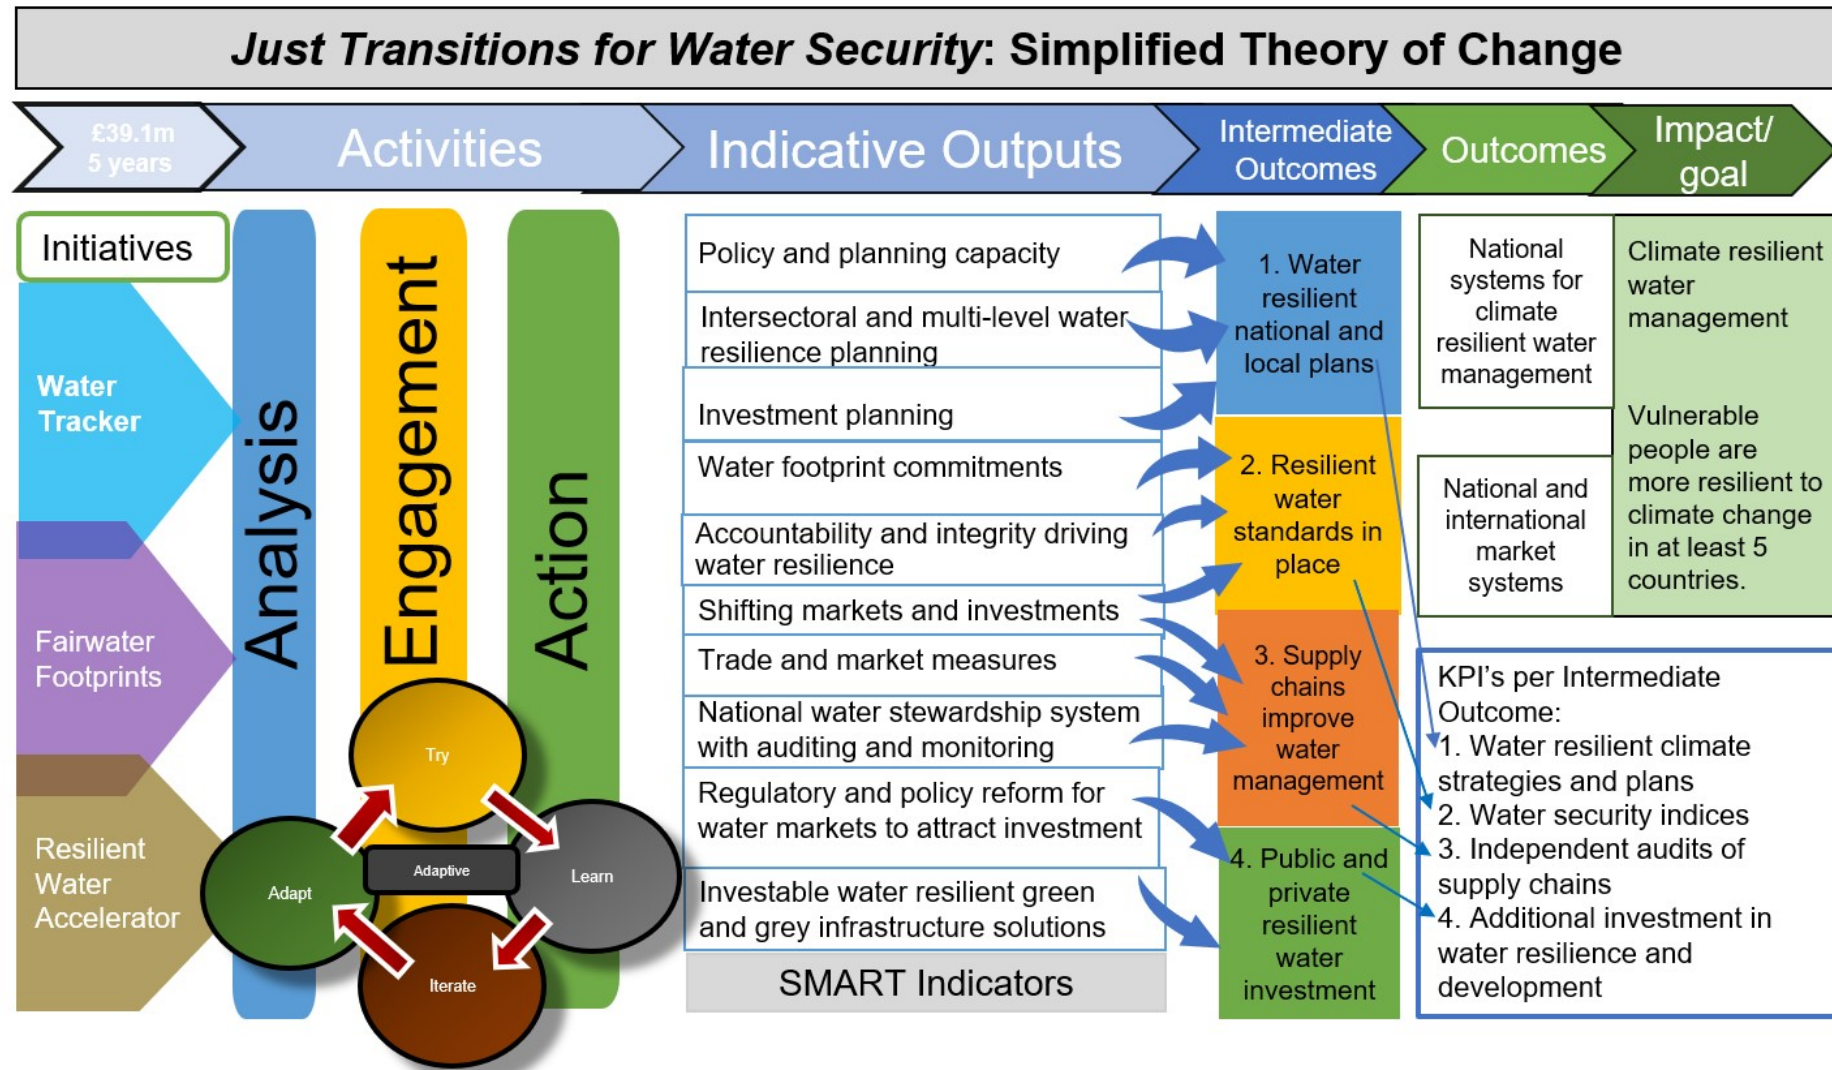 Just Transitions for Water Security: Simplified Theory of Change
£39.1m
5 years
Activities
Indicative Outputs
Intermediate
Outcomes
Outcomes
Impact/
goal
Initiatives
Water
Tracker
Fairwater
Footprints
Resilient
Water
Accelerator
Analysis
Engagement
Action
Try
Learn
Iterate
Adapt
Adaptive
Policy and planning capacity
Intersectoral and multi-level water
resilience planning
Investment planning
Water footprint commitments
Accountability and integrity driving
water resilience
Shifting markets and investments
Trade and market measures
National water stewardship system
with auditing and monitoring
Regulatory and policy reform for
water markets to attract investment
Investable water resilient green
and grey infrastructure solutions
SMART Indicators
1. Water
resilient
national and
local plans
2. Resilient
water
standards in
place
3. Supply
chains
improve
water
management
4. Public and
private
resilient
water
investment
National
systems for
climate
resilient water
management
National and
international
market
systems
Climate resilient
water
management
Vulnerable
people are
more resilient to
climate change
in at least 5
countries.
KPI's per Intermediate
Outcome:
1. Water resilient climate
strategies and plans
2. Water security indices
3. Independent audits of
supply chains
4. Additional investment in
water resilience and
development